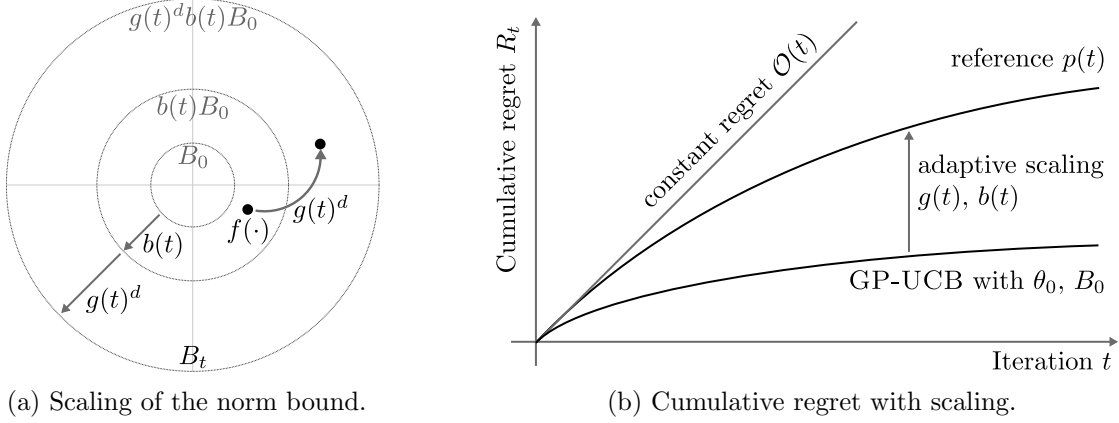 g(t)^d b(t)B_0
b(t)B_0
B_0
f(·)
g(t)^d
b(t)
g(t)^d
B_t
(a) Scaling of the norm bound.
Cumulative regret R_t
constant regret 𝒪(t)
reference p(t)
adaptive scaling
g(t), b(t)
GP-UCB with θ_0, B_0
Iteration t
(b) Cumulative regret with scaling.